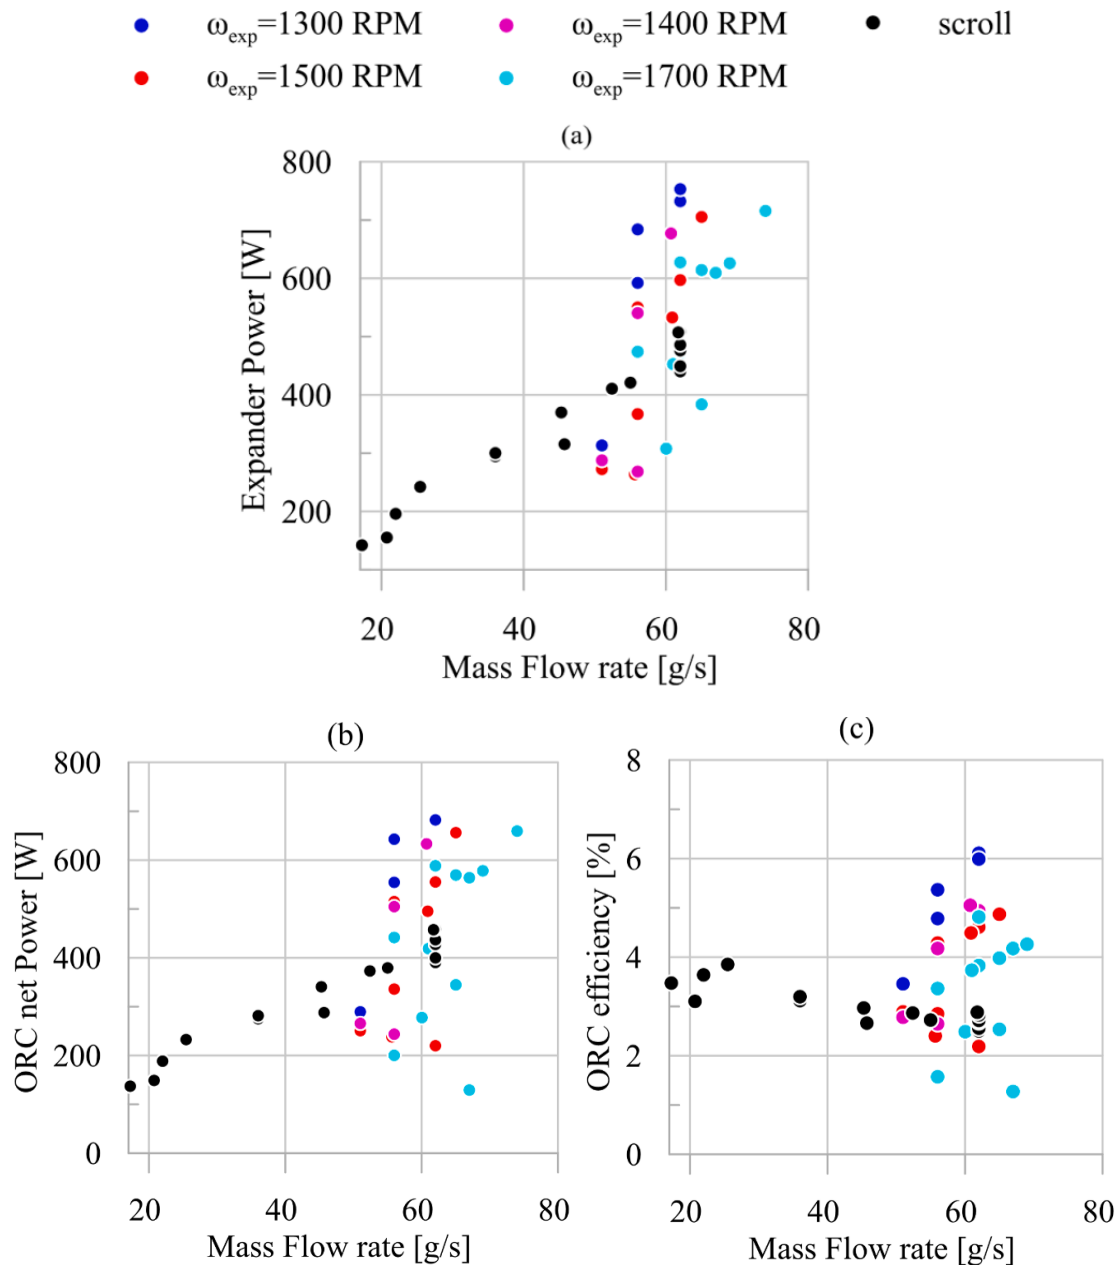 ωexp=1300 RPM ωexp=1400 RPM scroll
ωexp=1500 RPM ωexp=1700 RPM
(a)
800
600
400
200
Expander Power [W]
20 40 60 80
Mass Flow rate [g/s]
(b)
800
600
400
200
0
ORC net Power [W]
20 40 60 80
Mass Flow rate [g/s]
(c)
8
6
4
2
0
ORC efficiency [%]
20 40 60 80
Mass Flow rate [g/s]